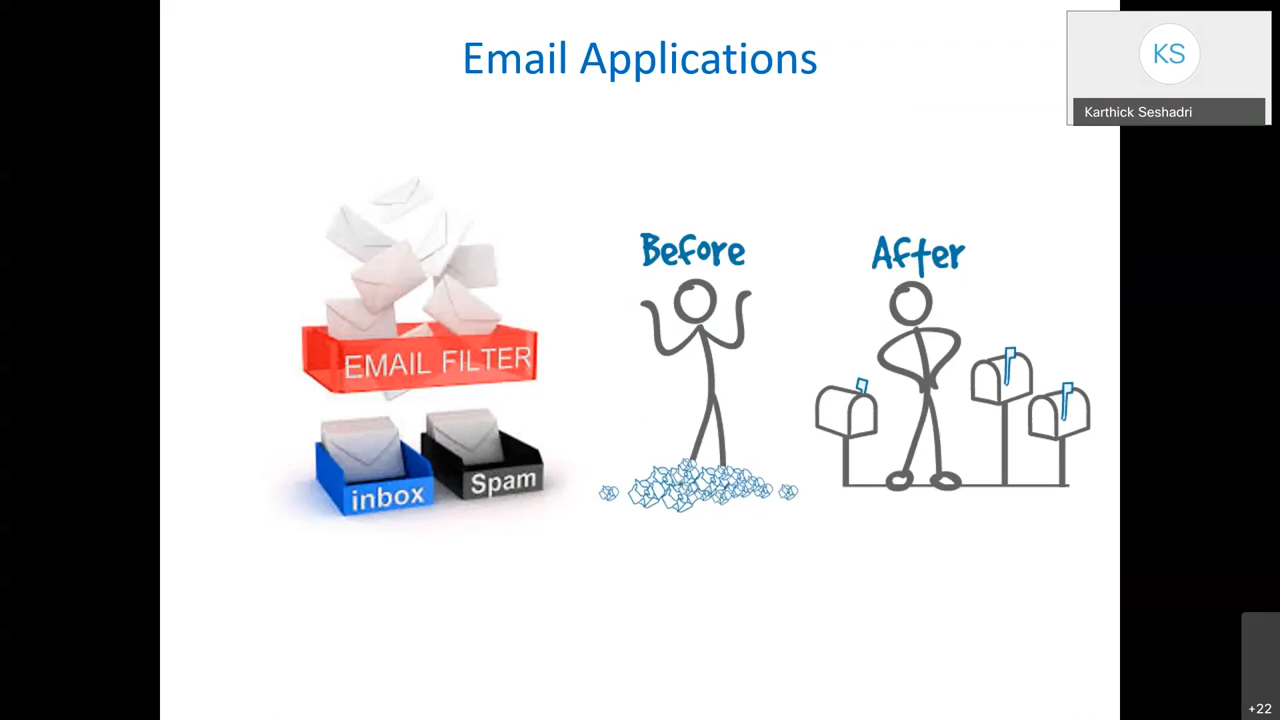 Email Applications
KS
Karthick Seshadri
Before
After
EMAIL FILTER
inbox
Spam
+22